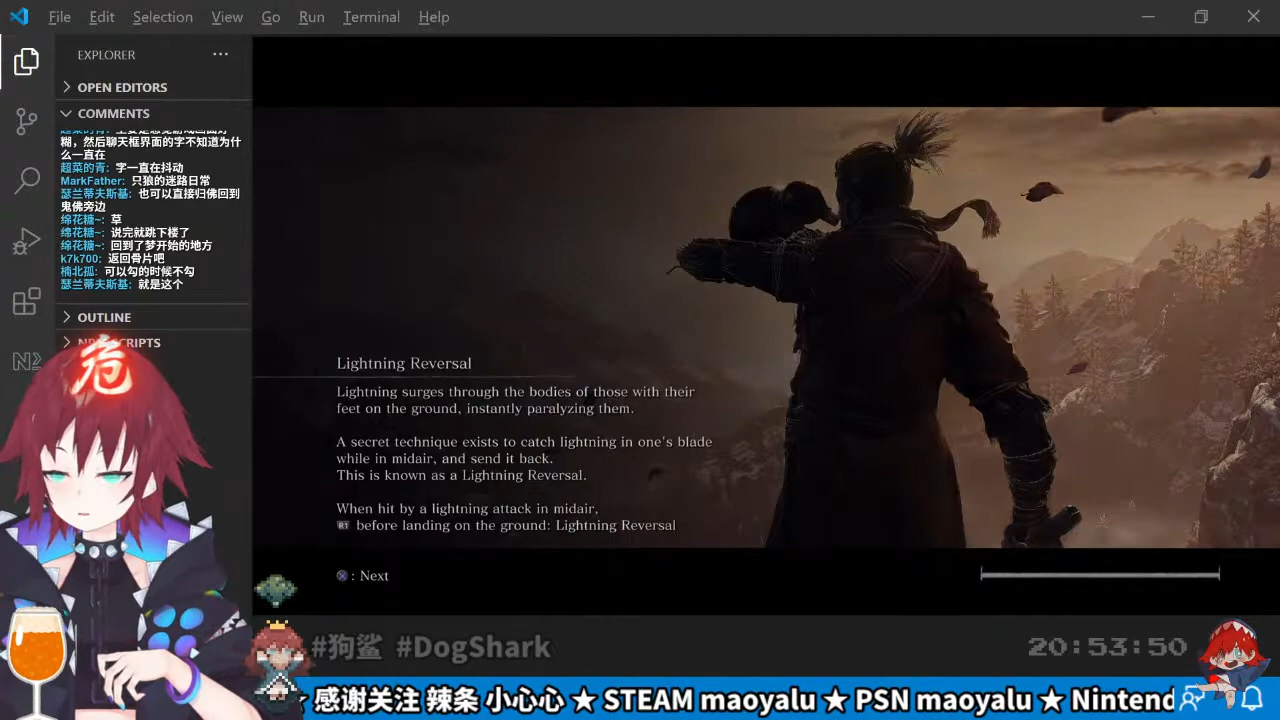 File Edit Selection View Go Run Terminal Help
EXPLORER
OPEN EDITORS
COMMENTS
糊，然后聊天框界面的字不知道为什
么一直在
超菜的青: 字一直在抖动
MarkFather: 只狼的迷路日常
瑟兰蒂夫斯基: 也可以直接归佛回到
鬼佛旁边
绵花糖~: 草
绵花糖~: 说完就跳下楼了
绵花糖~: 回到了梦开始的地方
k7k700: 返回骨片吧
楠北孤: 可以勾的时候不勾
瑟兰蒂夫斯基: 就是这个
OUTLINE
SCRIPTS
危
Lightning Reversal
Lightning surges through the bodies of those with their
feet on the ground, instantly paralyzing them.
A secret technique exists to catch lightning in one's blade
while in midair, and send it back.
This is known as a Lightning Reversal.
When hit by a lightning attack in midair,
R1 before landing on the ground: Lightning Reversal
: Next
#狗鲨 #DogShark
20:53:50
感谢关注 辣条 小心心 ★ STEAM maoyalu ★ PSN maoyalu ★ Nintend